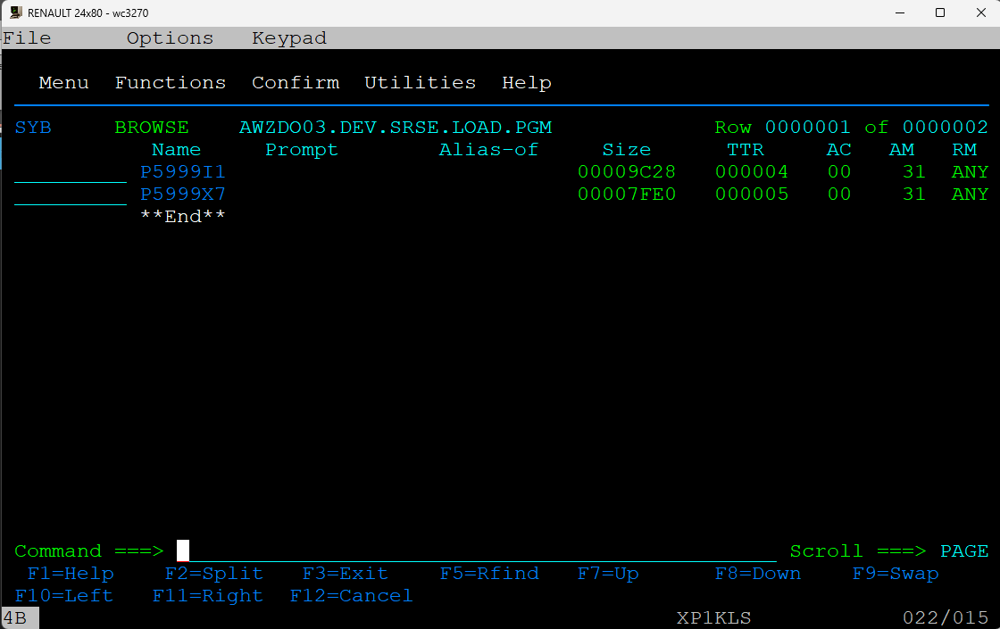 RENAULT 24x80 - wc3270
File Options Keypad
Menu Functions Confirm Utilities Help
SYB BROWSE AWZDO03.DEV.SRSE.LOAD.PGM Row 0000001 of 0000002
Name Prompt Alias-of Size TTR AC AM RM
P5999I1 00009C28 000004 00 31 ANY
P5999X7 00007FE0 000005 00 31 ANY
**End**
Command ===> Scroll ===> PAGE
F1=Help F2=Split F3=Exit F5=Rfind F7=Up F8=Down F9=Swap
F10=Left F11=Right F12=Cancel
4B XP1KLS 022/015